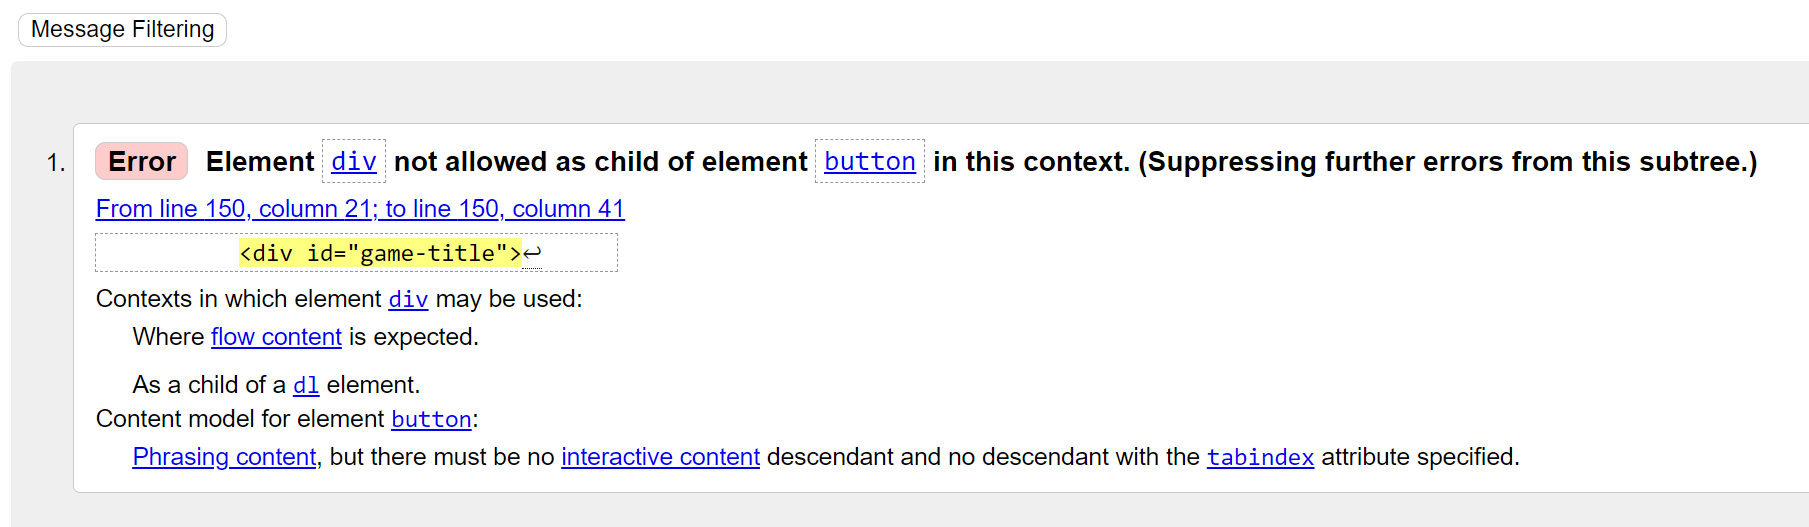 Message Filtering
1. Error Element div not allowed as child of element button in this context. (Suppressing further errors from this subtree.)
From line 150, column 21; to line 150, column 41
<div id="game-title">↩
Contexts in which element div may be used:
Where flow content is expected.
As a child of a dl element.
Content model for element button:
Phrasing content, but there must be no interactive content descendant and no descendant with the tabindex attribute specified.